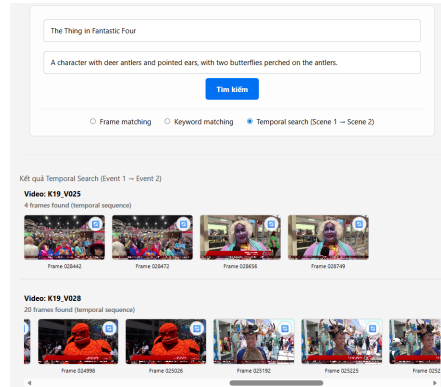 The Thing in Fantastic Four
A character with deer antlers and pointed ears, with two butterflies perched on the antlers.
Tìm kiếm
Frame matching Keyword matching Temporal search (Scene 1 → Scene 2)
Kết quả Temporal Search (Event 1 → Event 2)
Video: K19_V025
4 frames found (temporal sequence)
Frame 028442 Frame 028472 Frame 028656 Frame 028749
Video: K19_V028
20 frames found (temporal sequence)
Frame 024998 Frame 025026 Frame 025192 Frame 025225 Frame 0252